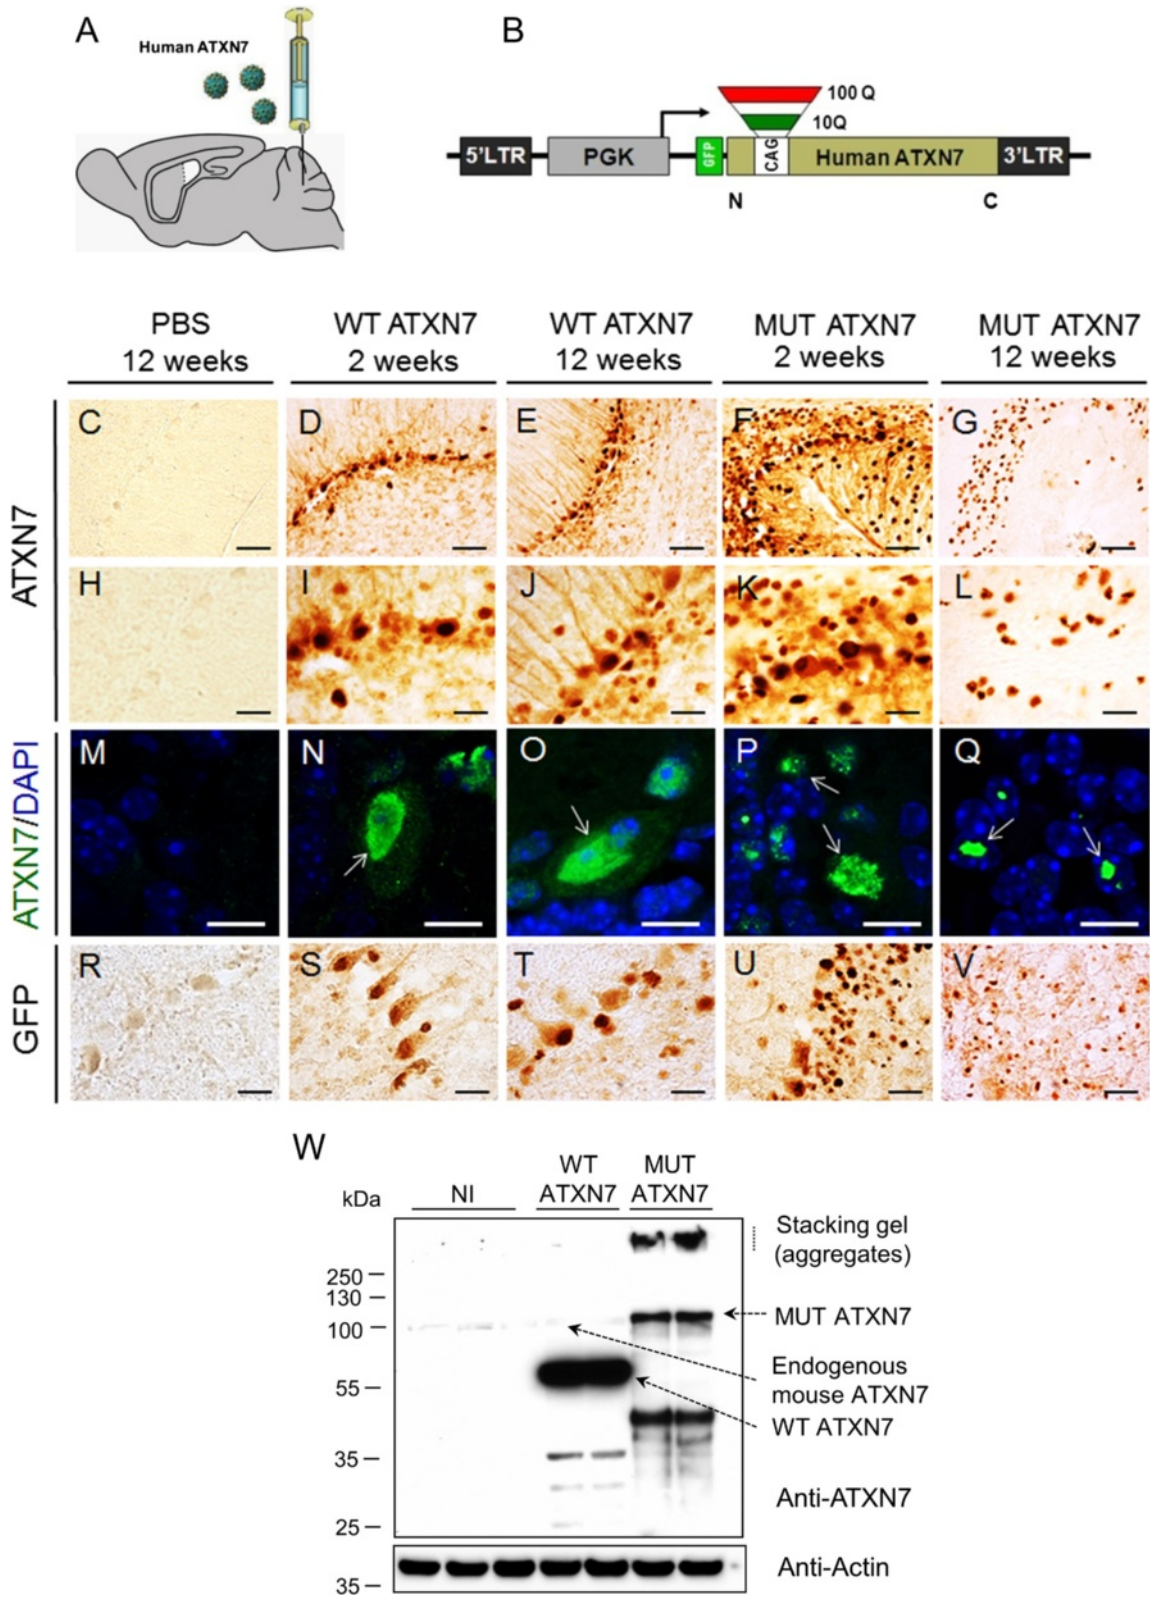 A
Human ATXN7
B
100 Q
10Q
5'LTR
PGK
GFP
CAG
Human ATXN7
3'LTR
N
C
PBS
12 weeks
WT ATXN7
2 weeks
WT ATXN7
12 weeks
MUT ATXN7
2 weeks
MUT ATXN7
12 weeks
ATXN7
C
D
E
F
G
H
I
J
K
L
ATXN7/DAPI
M
N
O
P
Q
GFP
R
S
T
U
V
W
kDa
NI
WT
ATXN7
MUT
ATXN7
250
130
100
55
35
25
35
Stacking gel
(aggregates)
MUT ATXN7
Endogenous
mouse ATXN7
WT ATXN7
Anti-ATXN7
Anti-Actin